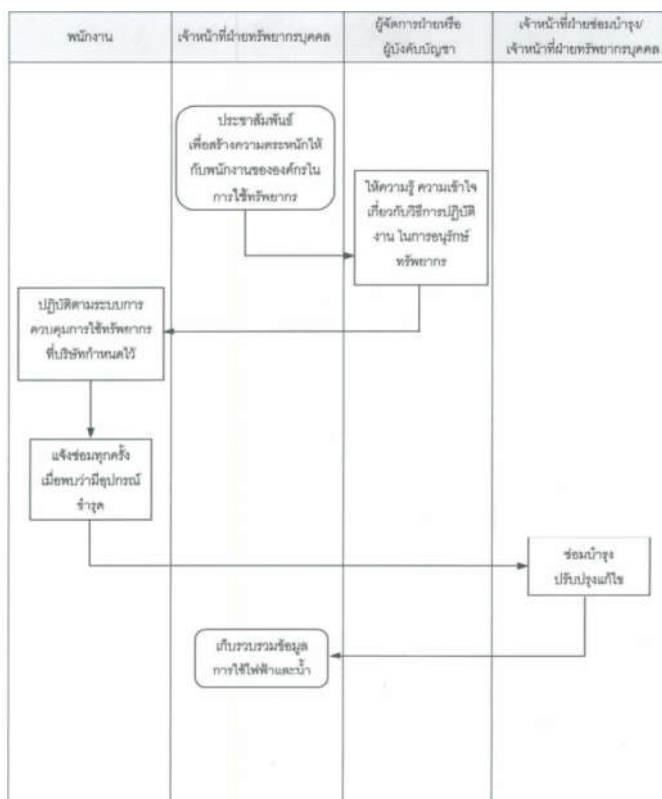 พนักงาน
เจ้าหน้าที่ฝ่ายทรัพยากรบุคคล
ผู้จัดการฝ่ายหรือ
ผู้บังคับบัญชา
เจ้าหน้าที่ฝ่ายซ่อมบำรุง/
เจ้าหน้าที่ฝ่ายทรัพยากรบุคคล
ประชาสัมพันธ์
เพื่อสร้างความตระหนักให้
กับพนักงานขององค์กรใน
การใช้ทรัพยากร
ให้ความรู้ ความเข้าใจ
เกี่ยวกับวิธีการปฏิบัติ
งาน ในการอนุรักษ์
ทรัพยากร
ปฏิบัติตามระบบการ
ควบคุมการใช้ทรัพยากร
ที่บริษัทกำหนดไว้
แจ้งซ่อมทุกครั้ง
เมื่อพบว่ามีอุปกรณ์
ชำรุด
ซ่อมบำรุง
ปรับปรุงแก้ไข
เก็บรวบรวมข้อมูล
การใช้ไฟฟ้าและน้ำ